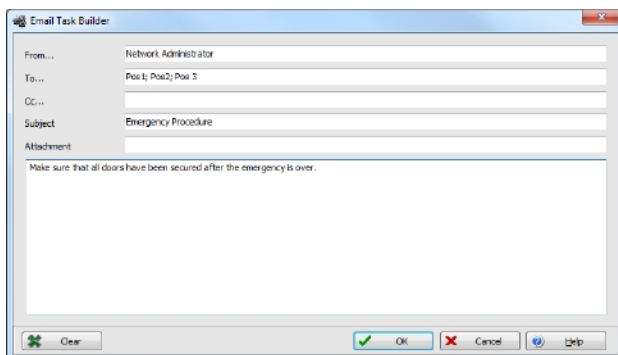 Email Task Builder
From... Network Administrator
To... Pos1; Pos2; Pos 3
Cc...
Subject Emergency Procedure
Attachment
Make sure that all doors have been secured after the emergency is over.
Clear OK Cancel Help